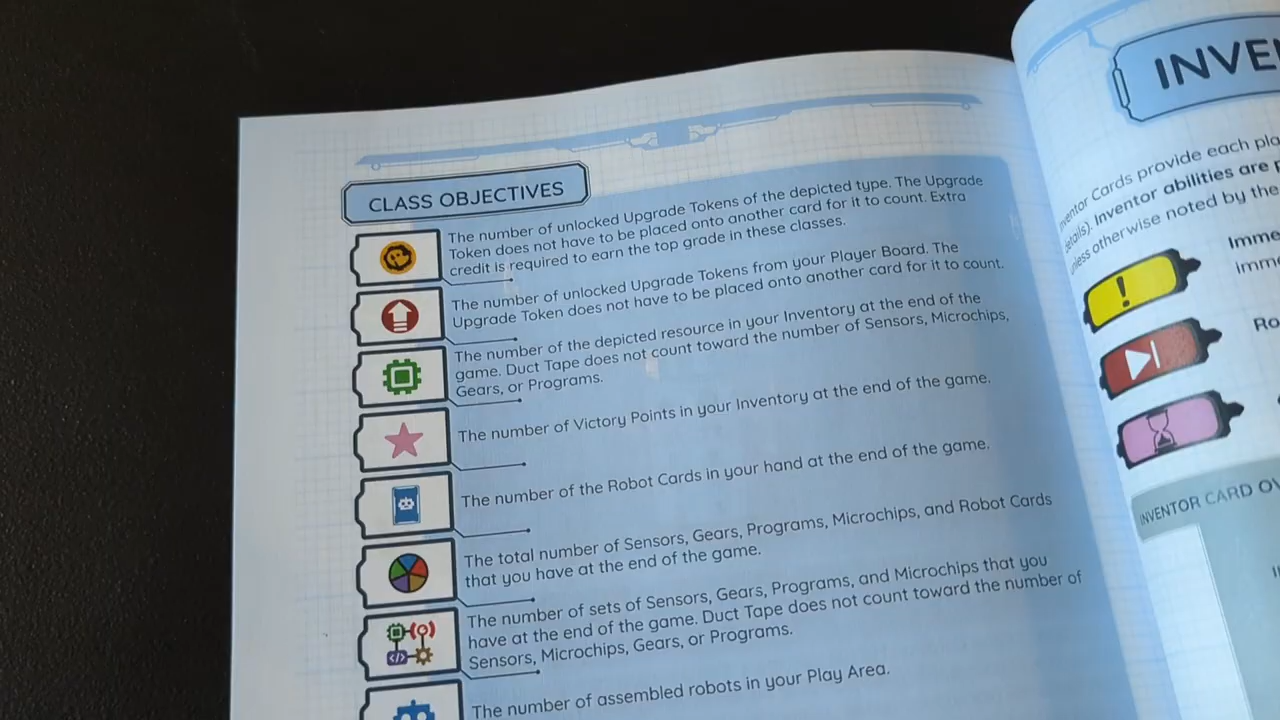 CLASS OBJECTIVES
The number of unlocked Upgrade Tokens of the depicted type. The Upgrade
Token does not have to be placed onto another card for it to count. Extra
credit is required to earn the top grade in these classes.
The number of unlocked Upgrade Tokens from your Player Board. The
Upgrade Token does not have to be placed onto another card for it to count.
The number of the depicted resource in your Inventory at the end of the
game. Duct Tape does not count toward the number of Sensors, Microchips,
Gears, or Programs.
The number of Victory Points in your Inventory at the end of the game.
The number of the Robot Cards in your hand at the end of the game.
The total number of Sensors, Gears, Programs, Microchips, and Robot Cards
that you have at the end of the game.
The number of sets of Sensors, Gears, Programs, and Microchips that you
have at the end of the game. Duct Tape does not count toward the number of
Sensors, Microchips, Gears, or Programs.
The number of assembled robots in your Play Area.
INVE
Inventor Cards provide each pla
details). Inventor abilities are
unless otherwise noted by the
!
Imme
imme
Ro
INVENTOR CARD OV